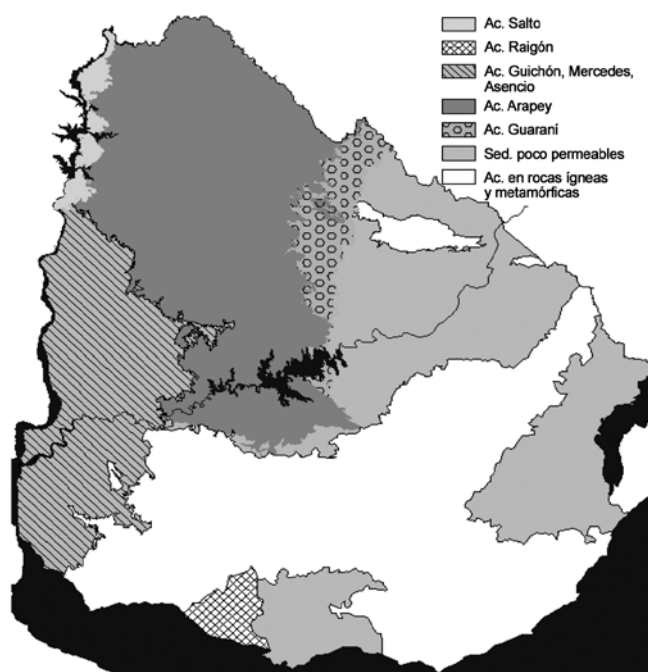 Ac. Salto
Ac. Raigón
Ac. Guichón, Mercedes,
Asencio
Ac. Arapey
Ac. Guaraní
Sed. poco permeables
Ac. en rocas ígneas
y metamórficas